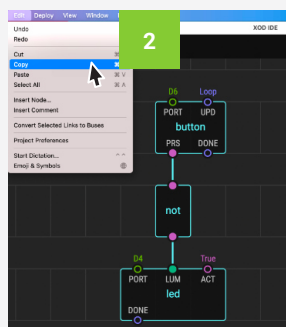 Edit Deploy View Window
XOD IDE
2
Undo
Redo
Cut
Copy
Paste ⌘ V
Select All ⌘ A
Insert Node...
Insert Comment
Convert Selected Links to Buses
Project Preferences
Start Dictation...
Emoji & Symbols
D6 Loop
PORT UPD
button
PRS DONE
not
D4 True
PORT LUM ACT
led
DONE